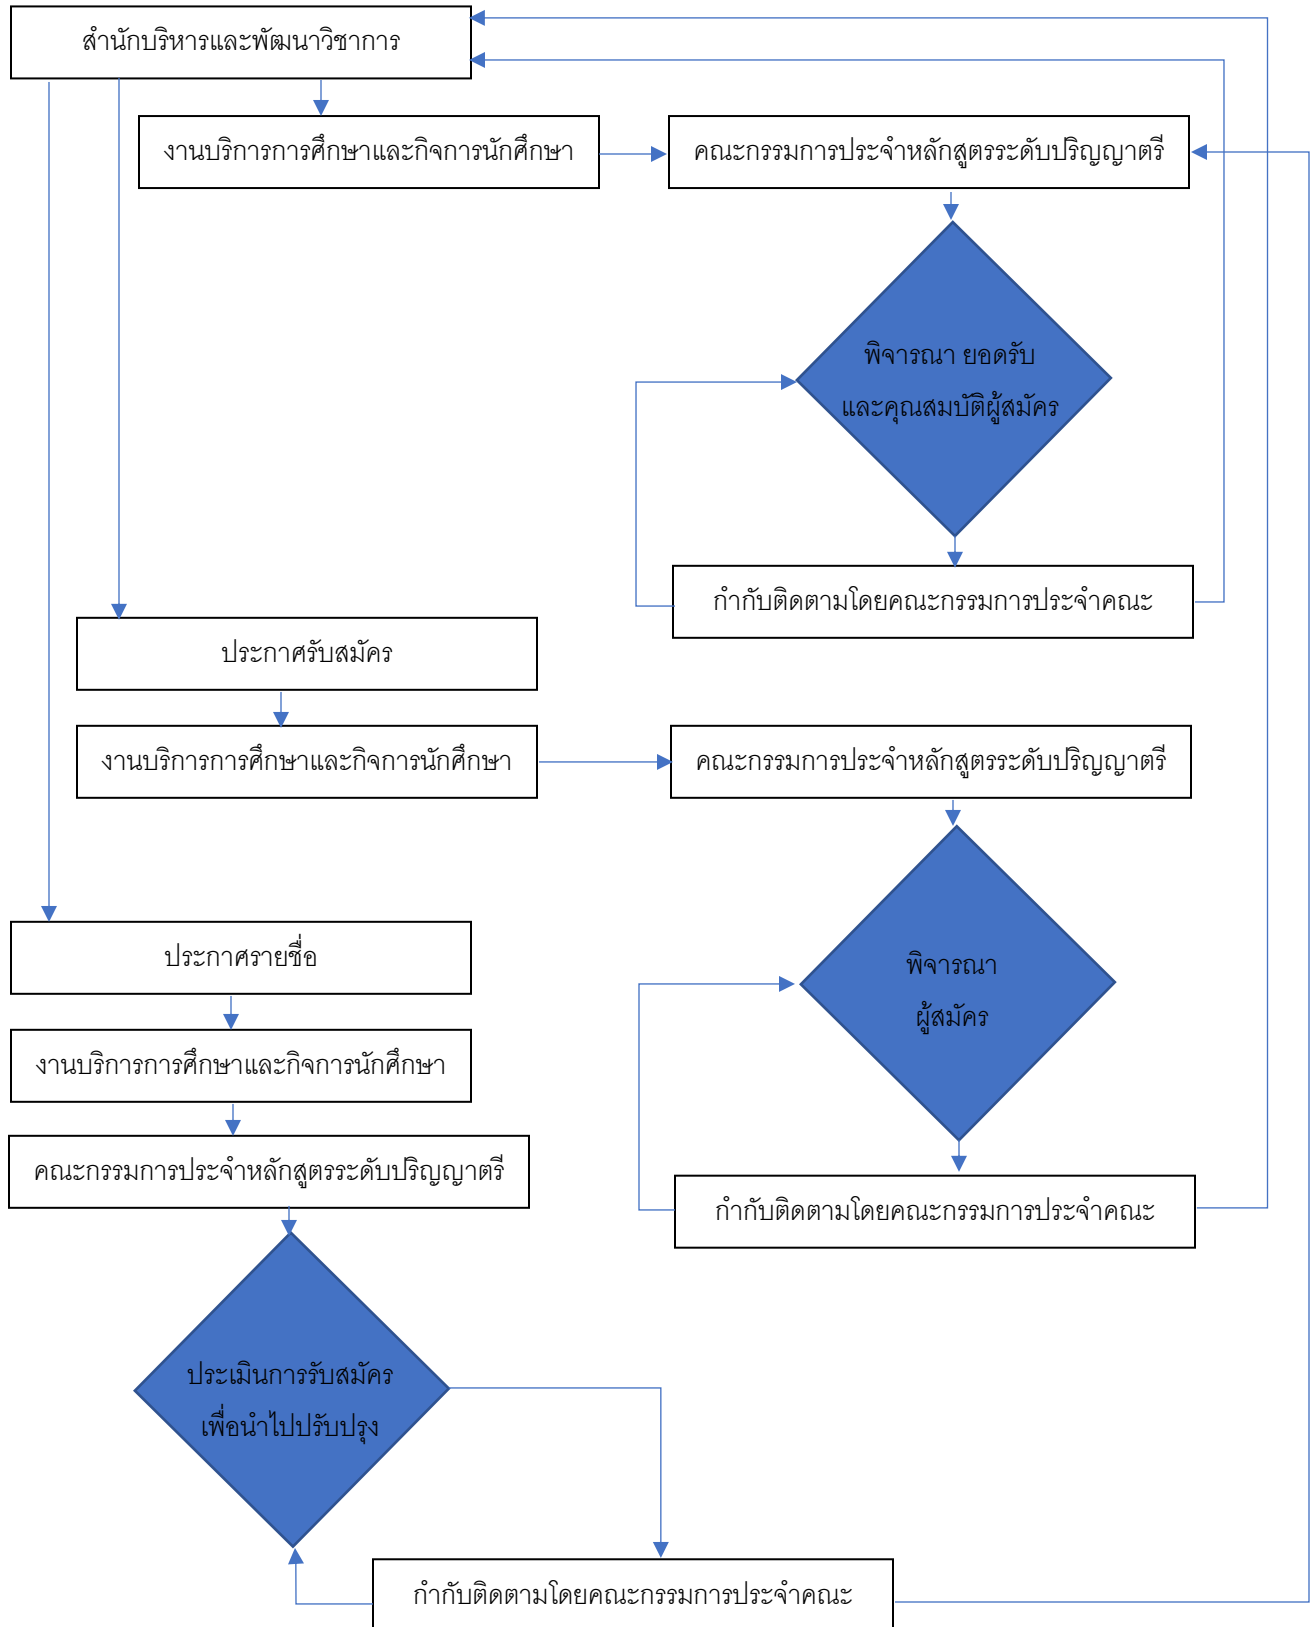 สำนักบริหารและพัฒนาวิชาการ
งานบริการการศึกษาและกิจการนักศึกษา
คณะกรรมการประจำหลักสูตรระดับปริญญาตรี
พิจารณา ยอดรับ
และคุณสมบัติผู้สมัคร
กำกับติดตามโดยคณะกรรมการประจำคณะ
ประกาศรับสมัคร
งานบริการการศึกษาและกิจการนักศึกษา
คณะกรรมการประจำหลักสูตรระดับปริญญาตรี
พิจารณา
ผู้สมัคร
กำกับติดตามโดยคณะกรรมการประจำคณะ
ประกาศรายชื่อ
งานบริการการศึกษาและกิจการนักศึกษา
คณะกรรมการประจำหลักสูตรระดับปริญญาตรี
ประเมินการรับสมัคร
เพื่อนำไปปรับปรุง
กำกับติดตามโดยคณะกรรมการประจำคณะ